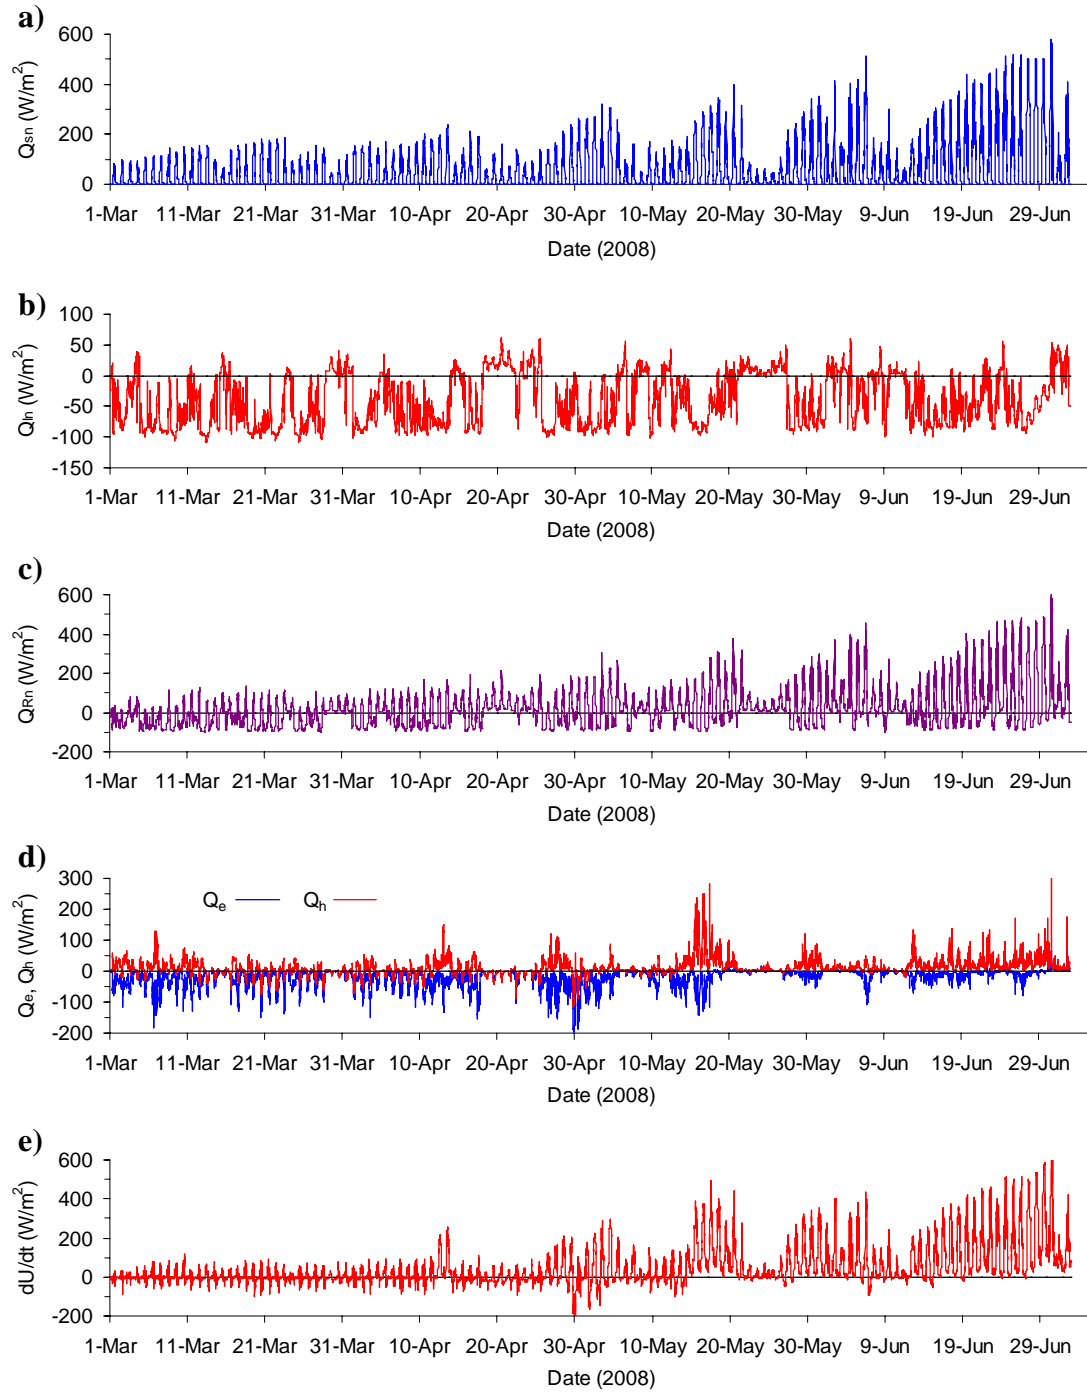 a)
Qsn (W/m²)
600
400
200
0
1-Mar 11-Mar 21-Mar 31-Mar 10-Apr 20-Apr 30-Apr 10-May 20-May 30-May 9-Jun 19-Jun 29-Jun
Date (2008)
b)
Qln (W/m²)
100
50
0
-50
-100
-150
1-Mar 11-Mar 21-Mar 31-Mar 10-Apr 20-Apr 30-Apr 10-May 20-May 30-May 9-Jun 19-Jun 29-Jun
Date (2008)
c)
QRn (W/m²)
600
400
200
0
-200
1-Mar 11-Mar 21-Mar 31-Mar 10-Apr 20-Apr 30-Apr 10-May 20-May 30-May 9-Jun 19-Jun 29-Jun
Date (2008)
d)
Qe, Qh (W/m²)
300
200
100
0
-100
-200
Qe Qh
1-Mar 11-Mar 21-Mar 31-Mar 10-Apr 20-Apr 30-Apr 10-May 20-May 30-May 9-Jun 19-Jun 29-Jun
Date (2008)
e)
dU/dt (W/m²)
600
400
200
0
-200
1-Mar 11-Mar 21-Mar 31-Mar 10-Apr 20-Apr 30-Apr 10-May 20-May 30-May 9-Jun 19-Jun 29-Jun
Date (2008)